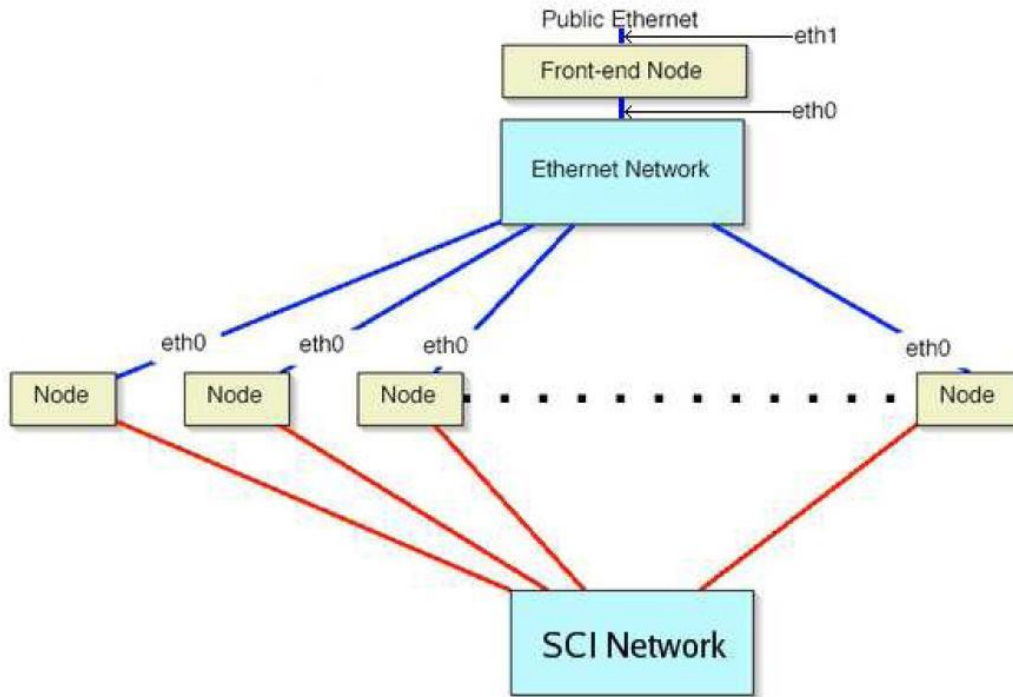 Public Ethernet
eth1
Front-end Node
eth0
Ethernet Network
eth0
eth0
eth0
eth0
Node
Node
Node
Node
SCI Network